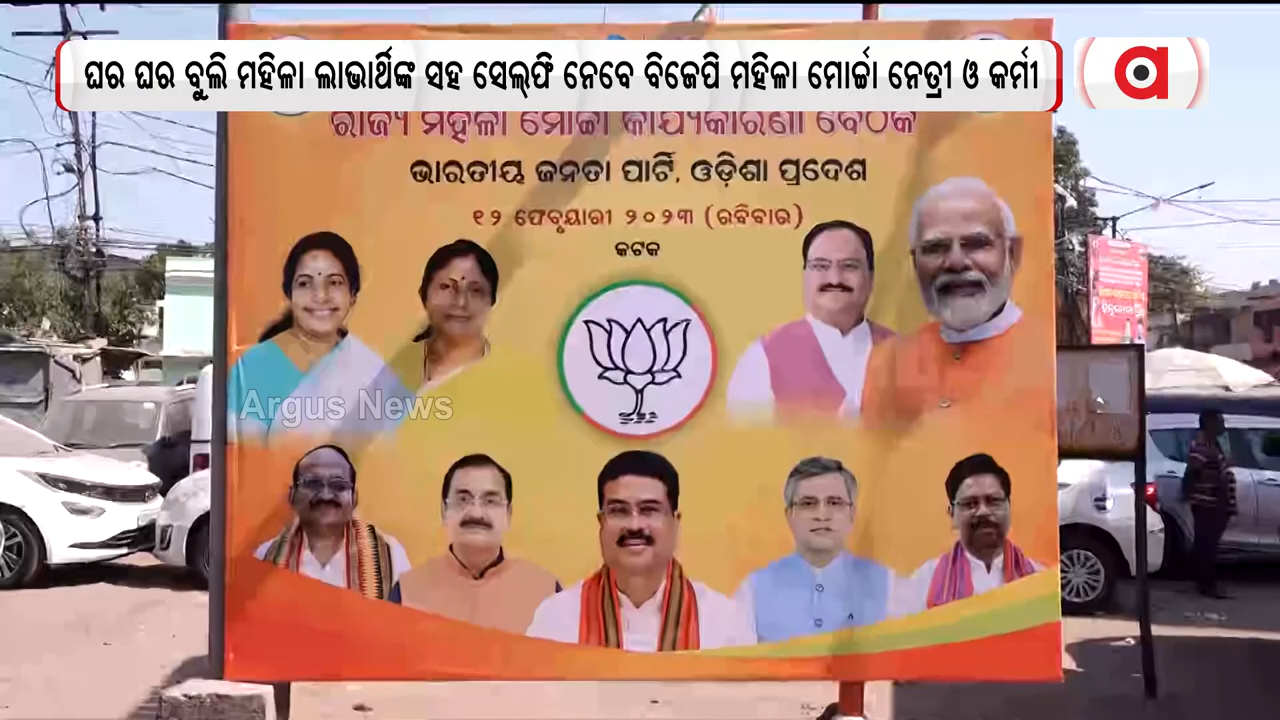 ଘର ଘର ବୁଲି ମହିଳା ଲାଭାର୍ଥିଙ୍କ ସହ ସେଲ୍‌ଫି ନେବେ ବିଜେପି ମହିଳା ମୋର୍ଚ୍ଚା ନେତ୍ରୀ ଓ କର୍ମୀ
a
ରାଜ୍ୟ ମହିଳା ମୋର୍ଚ୍ଚା କାର୍ଯ୍ୟକାରିଣୀ ବୈଠକ
ଭାରତୀୟ ଜନତା ପାର୍ଟି, ଓଡ଼ିଶା ପ୍ରଦେଶ
୧୨ ଫେବୃୟାରୀ ୨୦୨୩ (ରବିବାର)
କଟକ
Argus News